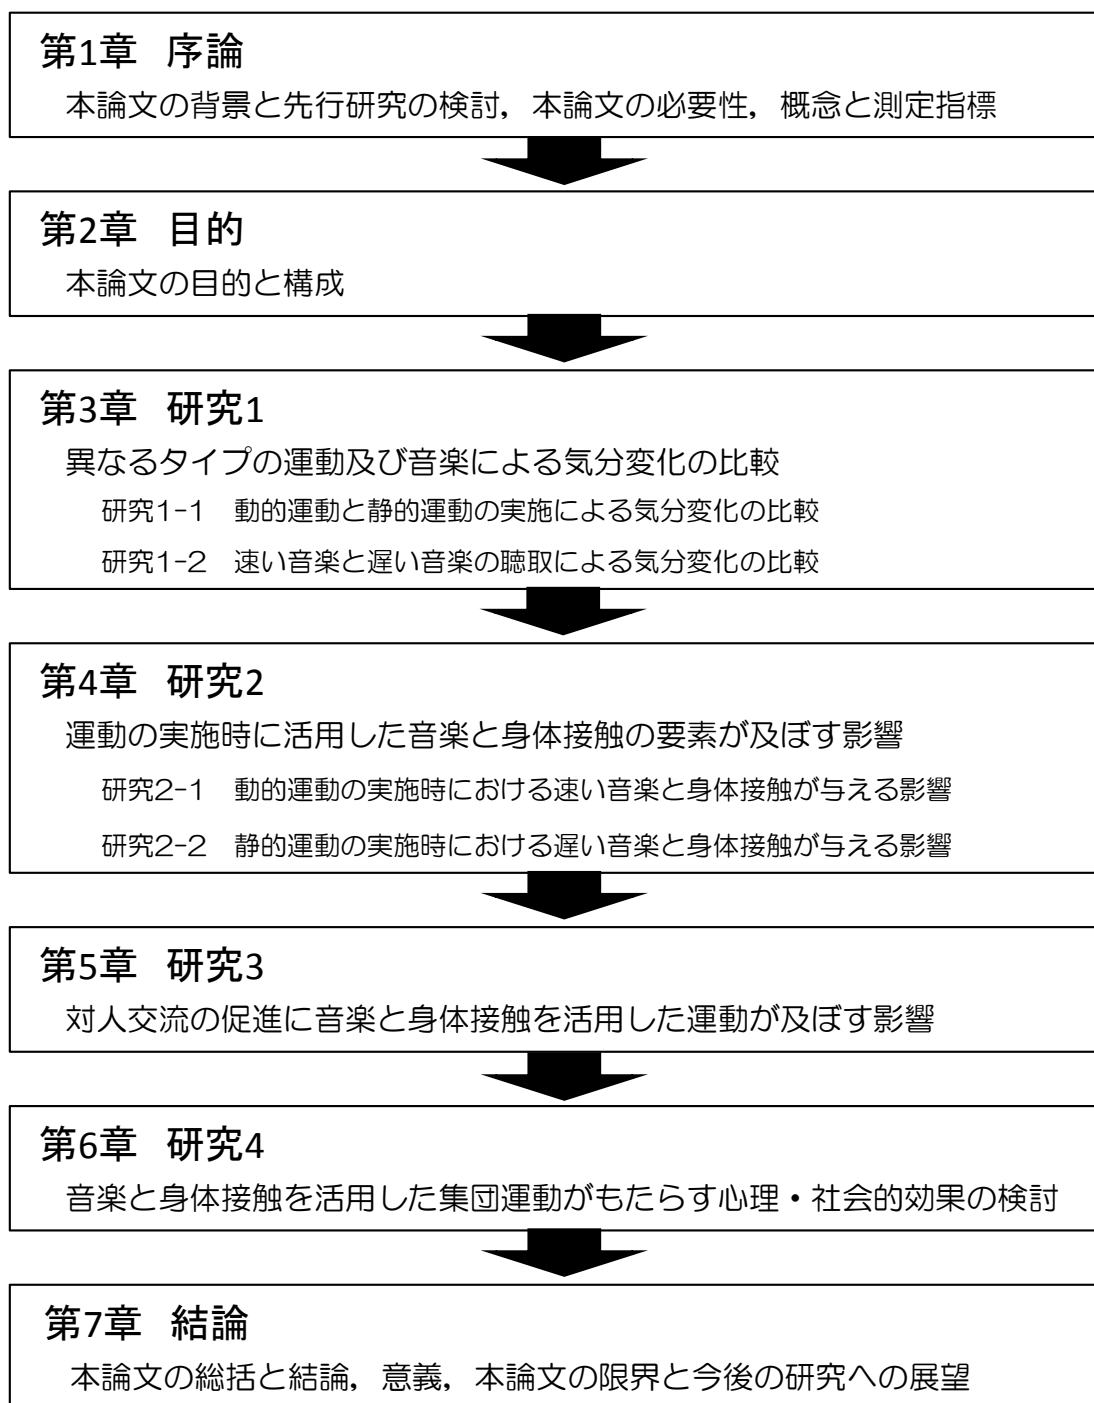 第1章 序論
本論文の背景と先行研究の検討，本論文の必要性，概念と測定指標
第2章 目的
本論文の目的と構成
第3章 研究1
異なるタイプの運動及び音楽による気分変化の比較
研究1-1 動的運動と静的運動の実施による気分変化の比較
研究1-2 速い音楽と遅い音楽の聴取による気分変化の比較
第4章 研究2
運動の実施時に活用した音楽と身体接触の要素が及ぼす影響
研究2-1 動的運動の実施時における速い音楽と身体接触が与える影響
研究2-2 静的運動の実施時における遅い音楽と身体接触が与える影響
第5章 研究3
対人交流の促進に音楽と身体接触を活用した運動が及ぼす影響
第6章 研究4
音楽と身体接触を活用した集団運動がもたらす心理・社会的効果の検討
第7章 結論
本論文の総括と結論，意義，本論文の限界と今後の研究への展望